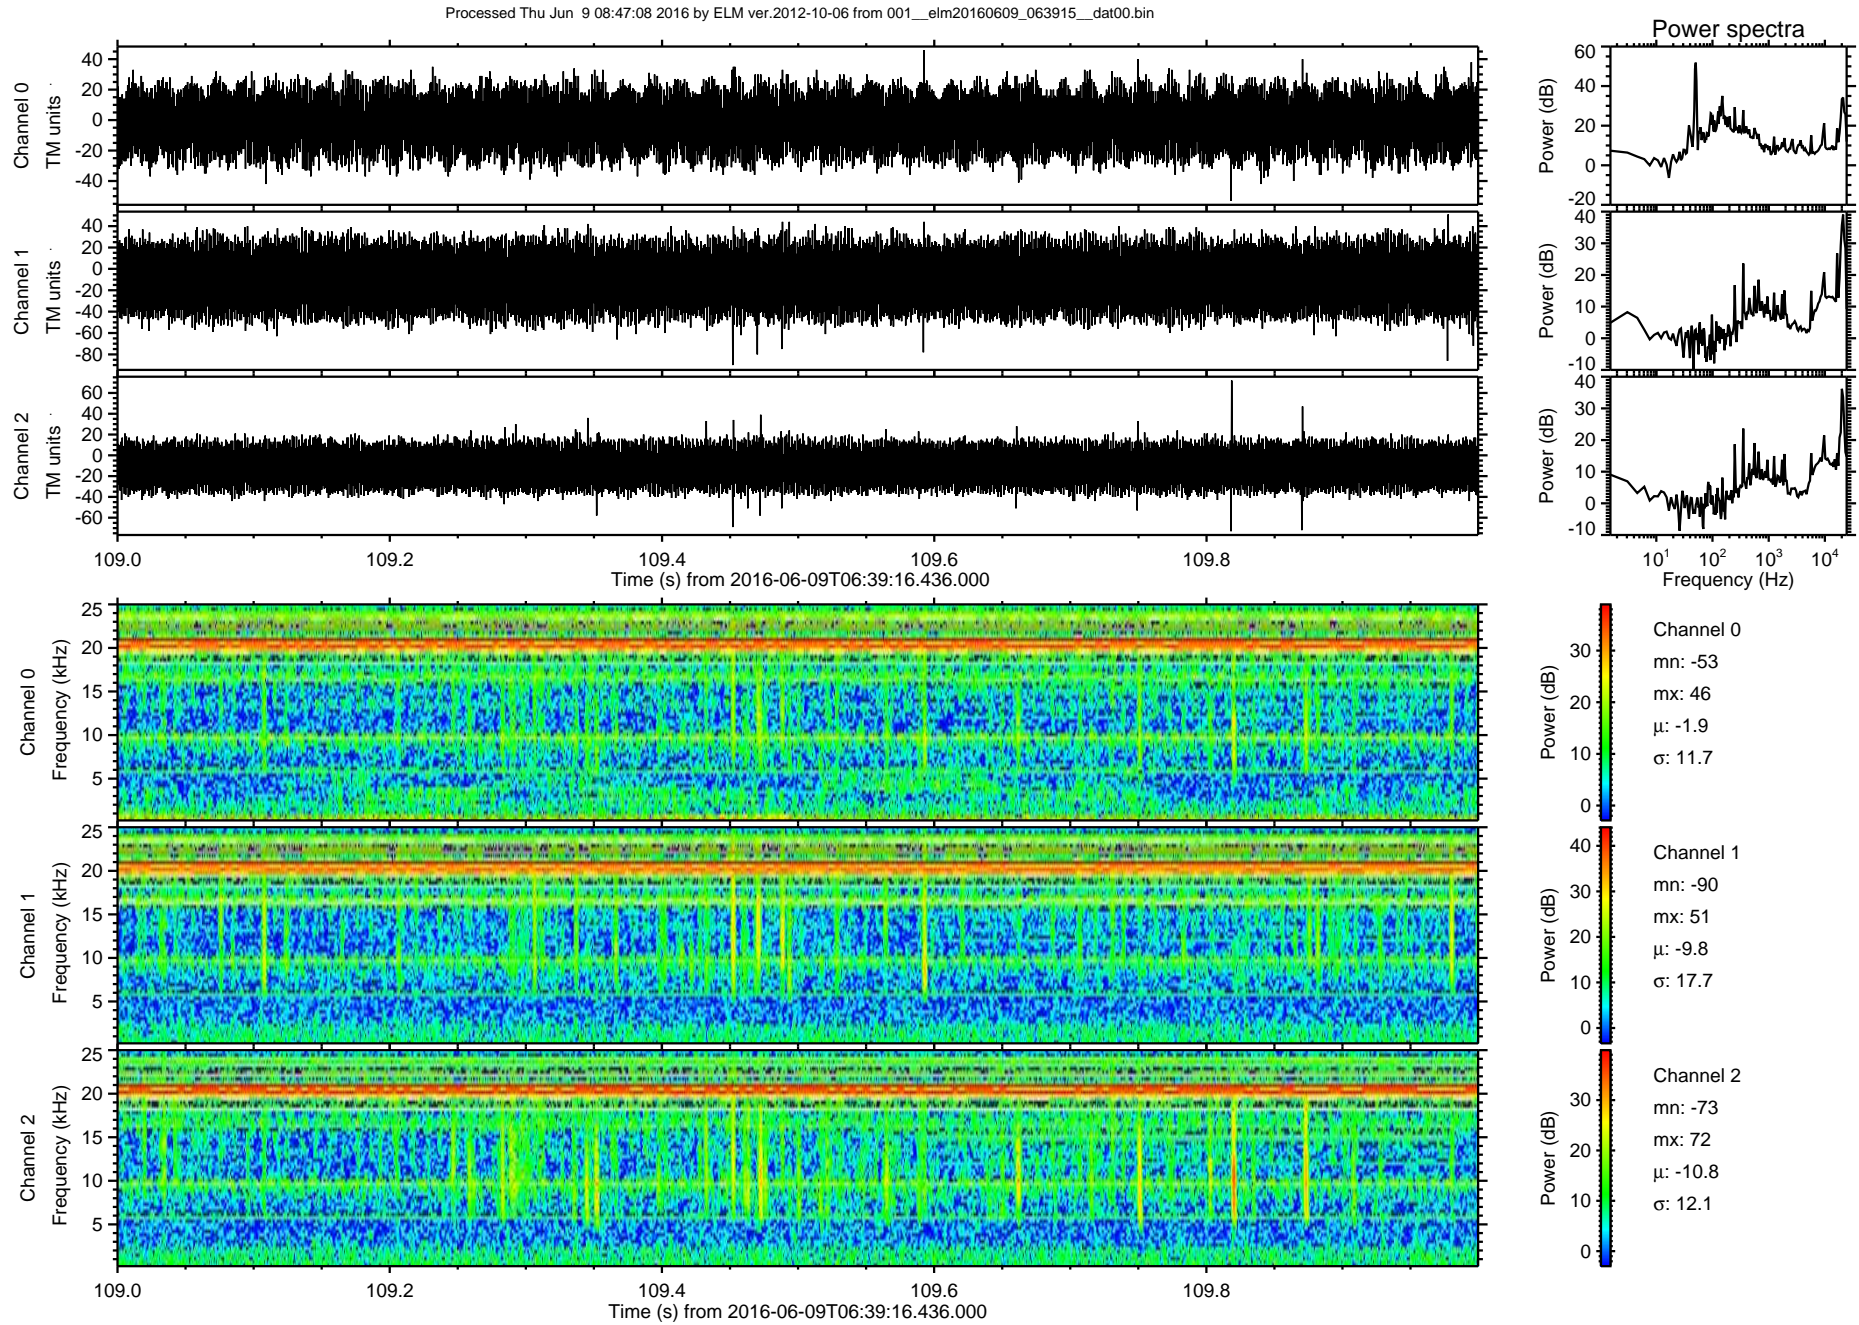 Processed Thu Jun  9 08:47:08 2016 by ELM ver.2012-10-06 from 001__elm20160609_063915__dat00.bin
Power spectra
Channel 0
TM units
40
20
0
-20
-40
Power (dB)
60
40
20
0
-20
Channel 1
TM units
40
20
0
-20
-40
-60
-80
Power (dB)
40
30
20
10
0
-10
Channel 2
TM units
60
40
20
0
-20
-40
-60
Power (dB)
40
30
20
10
0
-10
109.0 109.2 109.4 109.6 109.8
Time (s) from 2016-06-09T06:39:16.436.000
10¹ 10² 10³ 10⁴
Frequency (Hz)
Channel 0
Frequency (kHz)
25
20
15
10
5
Power (dB)
30
20
10
0
Channel 0
mn: -53
mx: 46
μ: -1.9
σ: 11.7
Channel 1
Frequency (kHz)
25
20
15
10
5
Power (dB)
40
30
20
10
0
Channel 1
mn: -90
mx: 51
μ: -9.8
σ: 17.7
Channel 2
Frequency (kHz)
25
20
15
10
5
Power (dB)
30
20
10
0
Channel 2
mn: -73
mx: 72
μ: -10.8
σ: 12.1
109.0 109.2 109.4 109.6 109.8
Time (s) from 2016-06-09T06:39:16.436.000